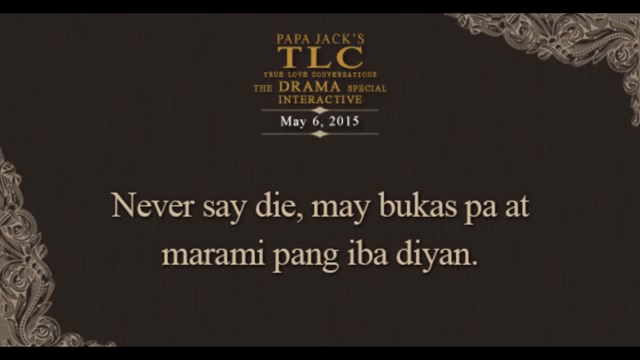 PAPA JACK'S
TLC
TRUE LOVE CONVERSATIONS
THE DRAMA SPECIAL
INTERACTIVE
May 6, 2015
Never say die, may bukas pa at
marami pang iba diyan.